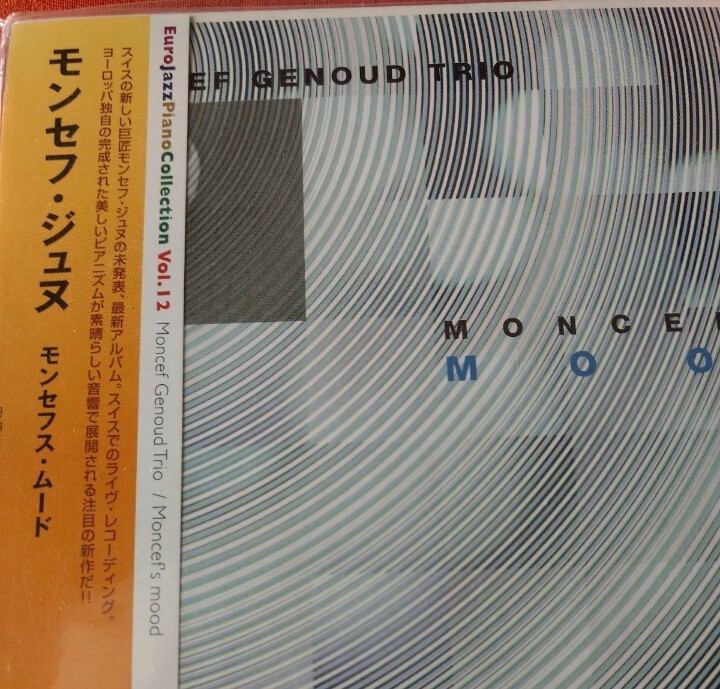 モンセフ・ジュヌ モンセフス・ムード
スイスの新しい巨匠モンセフ・ジュヌの未発表、最新アルバム。スイスでのライヴ・レコーディング。
ヨーロッパ独自の完成された美しいピアニズムが素晴らしい音響で展開される注目の新作だ!!
EuroJazzPianoCollection Vol.12 Moncef Genoud Trio / Moncef's mood
EF GENOUD TRIO
MONCE
MOO